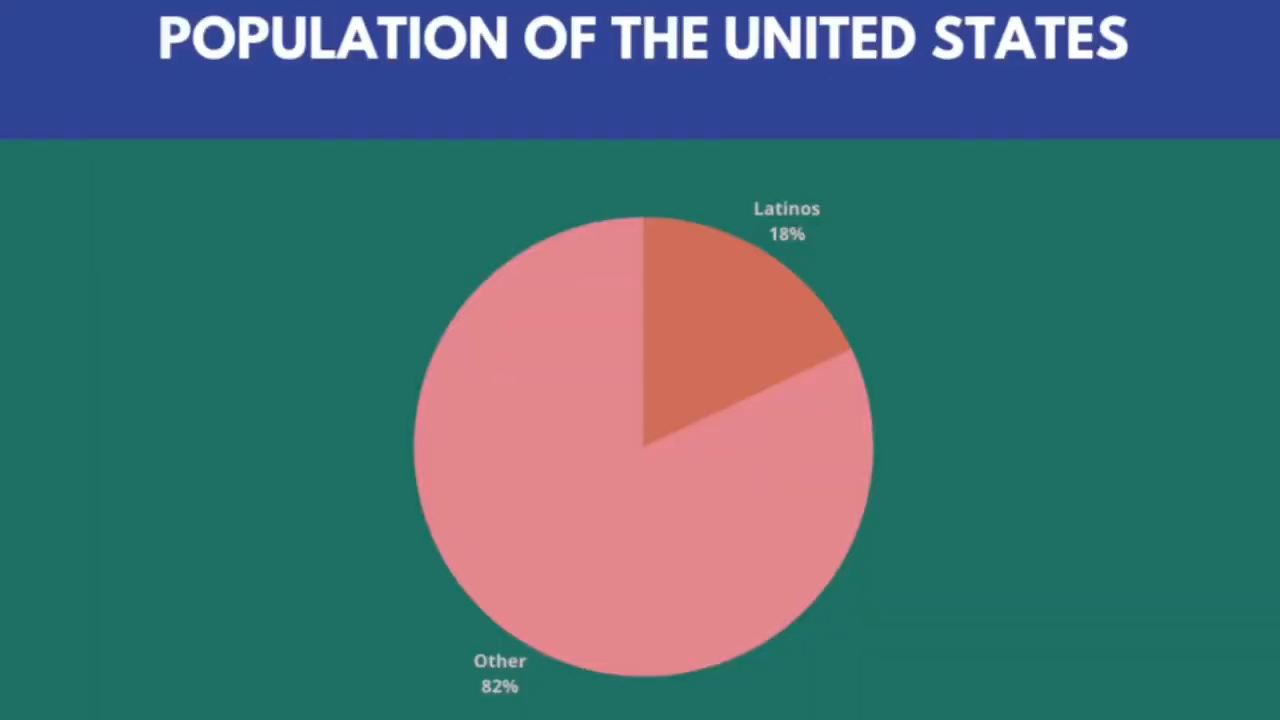 POPULATION OF THE UNITED STATES
Latinos
18%
Other
82%